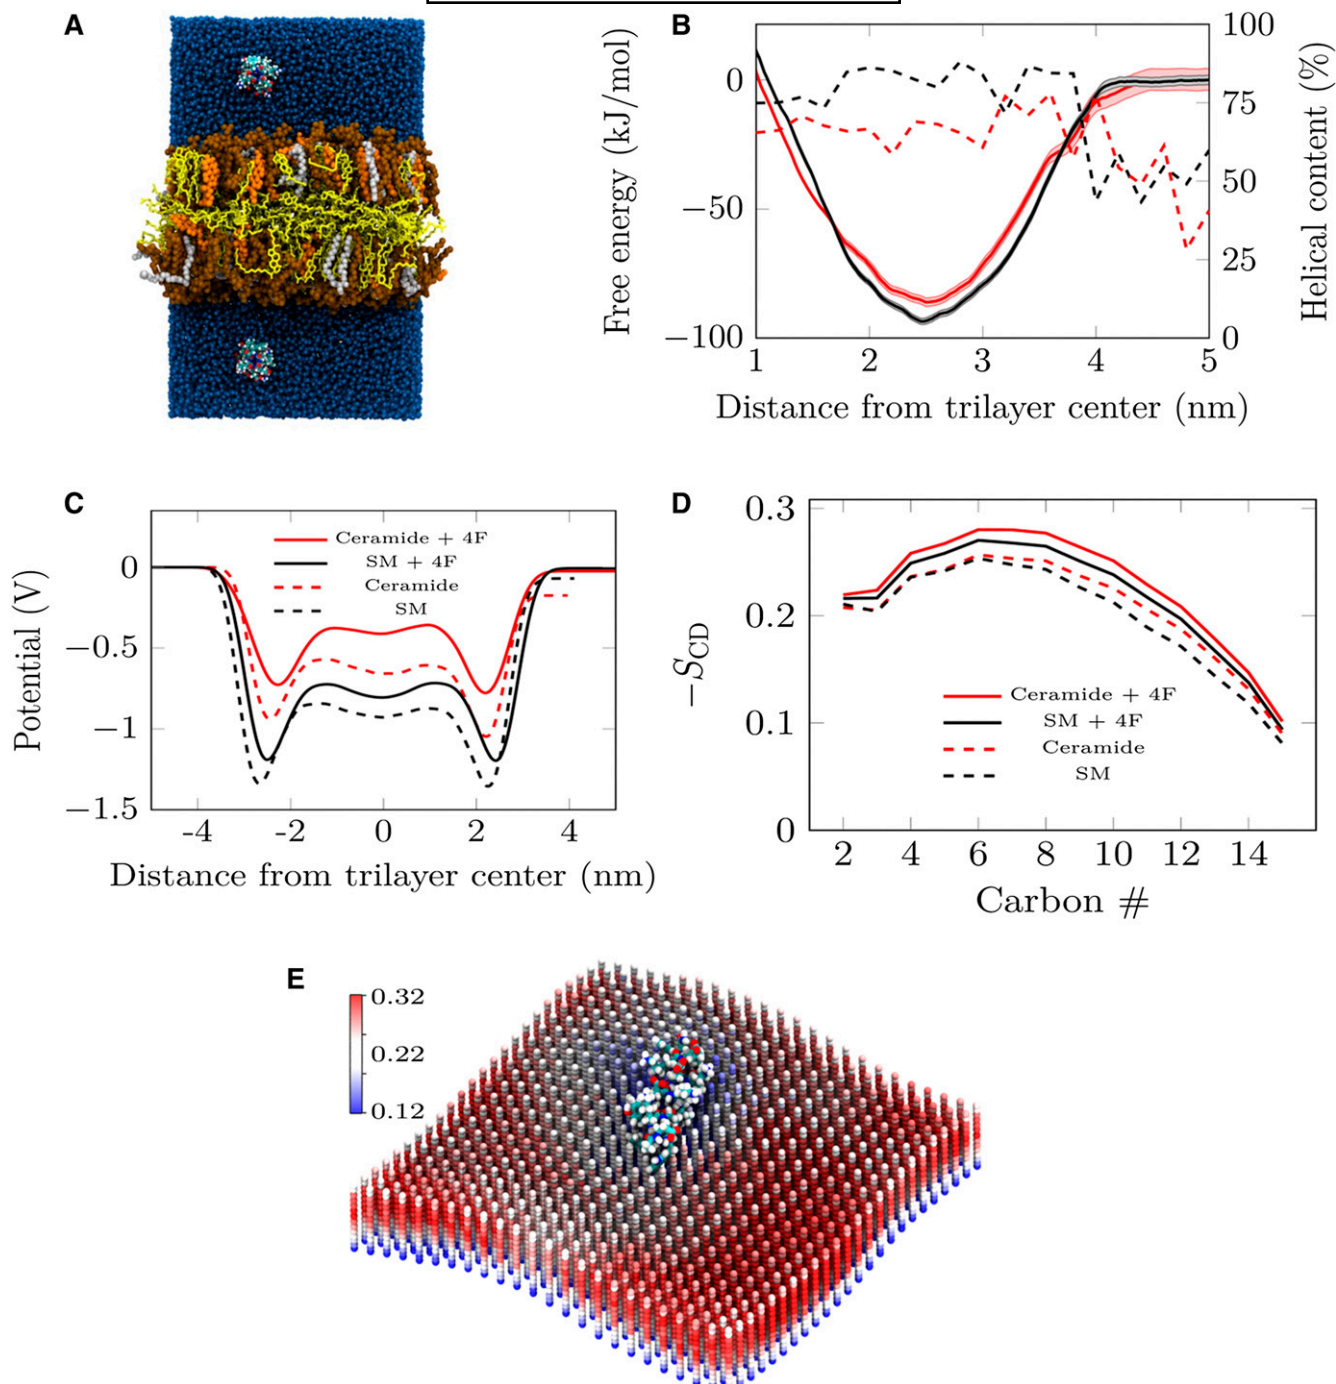 A
B
Free energy (kJ/mol)
0
−50
−100
100
75
50
25
0
Helical content (%)
1 2 3 4 5
Distance from trilayer center (nm)
C
Potential (V)
0
−0.5
−1
−1.5
Ceramide + 4F
SM + 4F
Ceramide
SM
-4 -2 0 2 4
Distance from trilayer center (nm)
D
−SCD
0.3
0.2
0.1
0
Ceramide + 4F
SM + 4F
Ceramide
SM
2 4 6 8 10 12 14
Carbon #
E
0.32
0.22
0.12